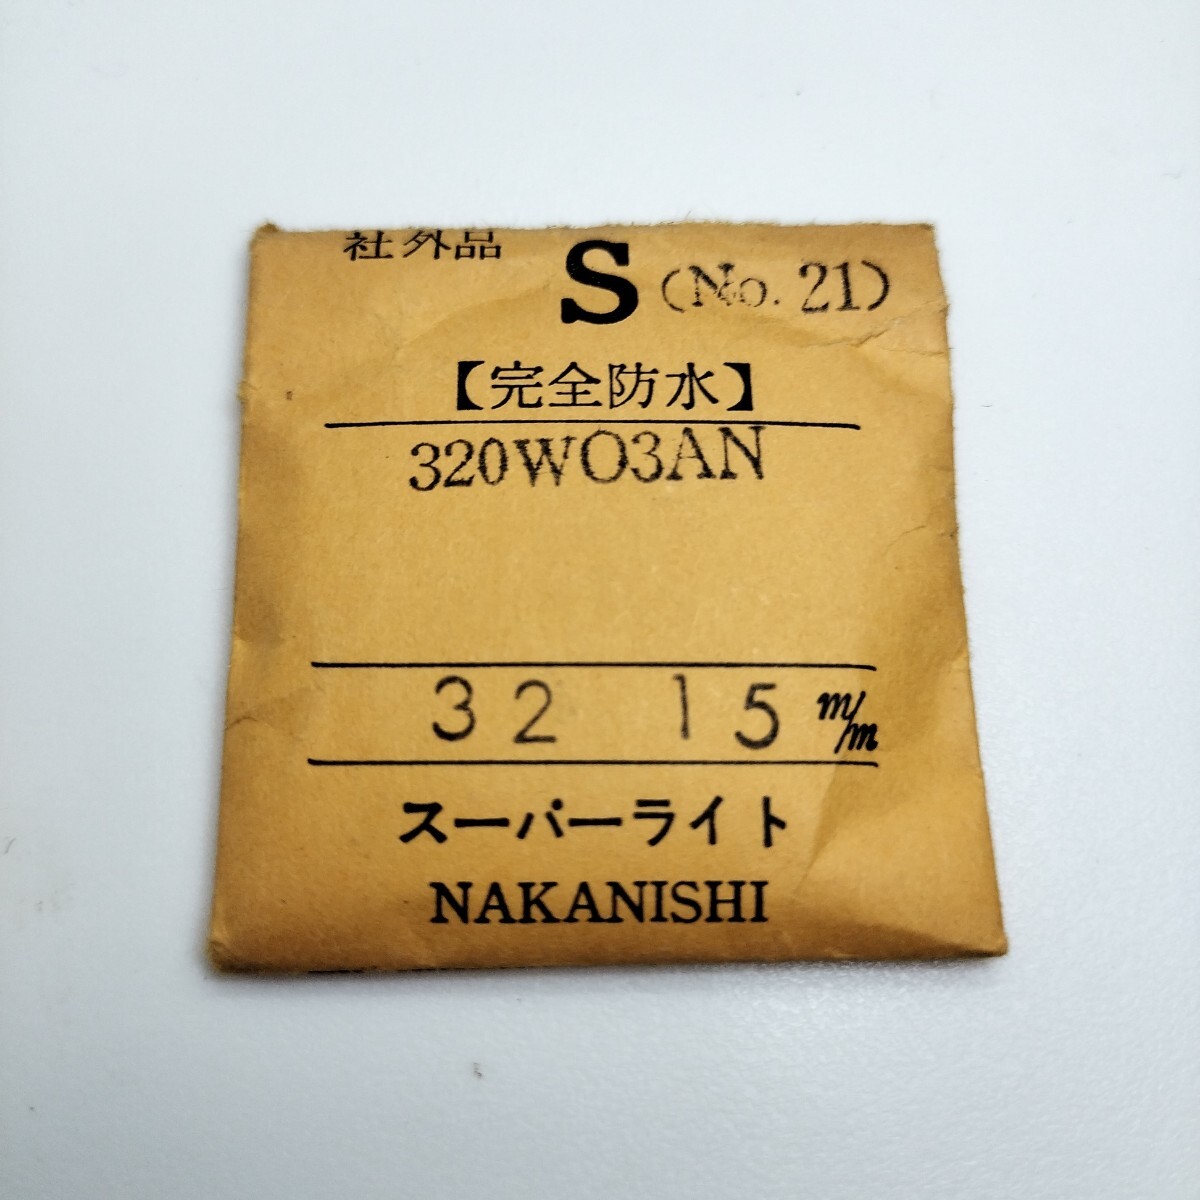 社外品
S (No. 21)
【完全防水】
320WO3AN
32 15 m/m
スーパーライト
NAKANISHI